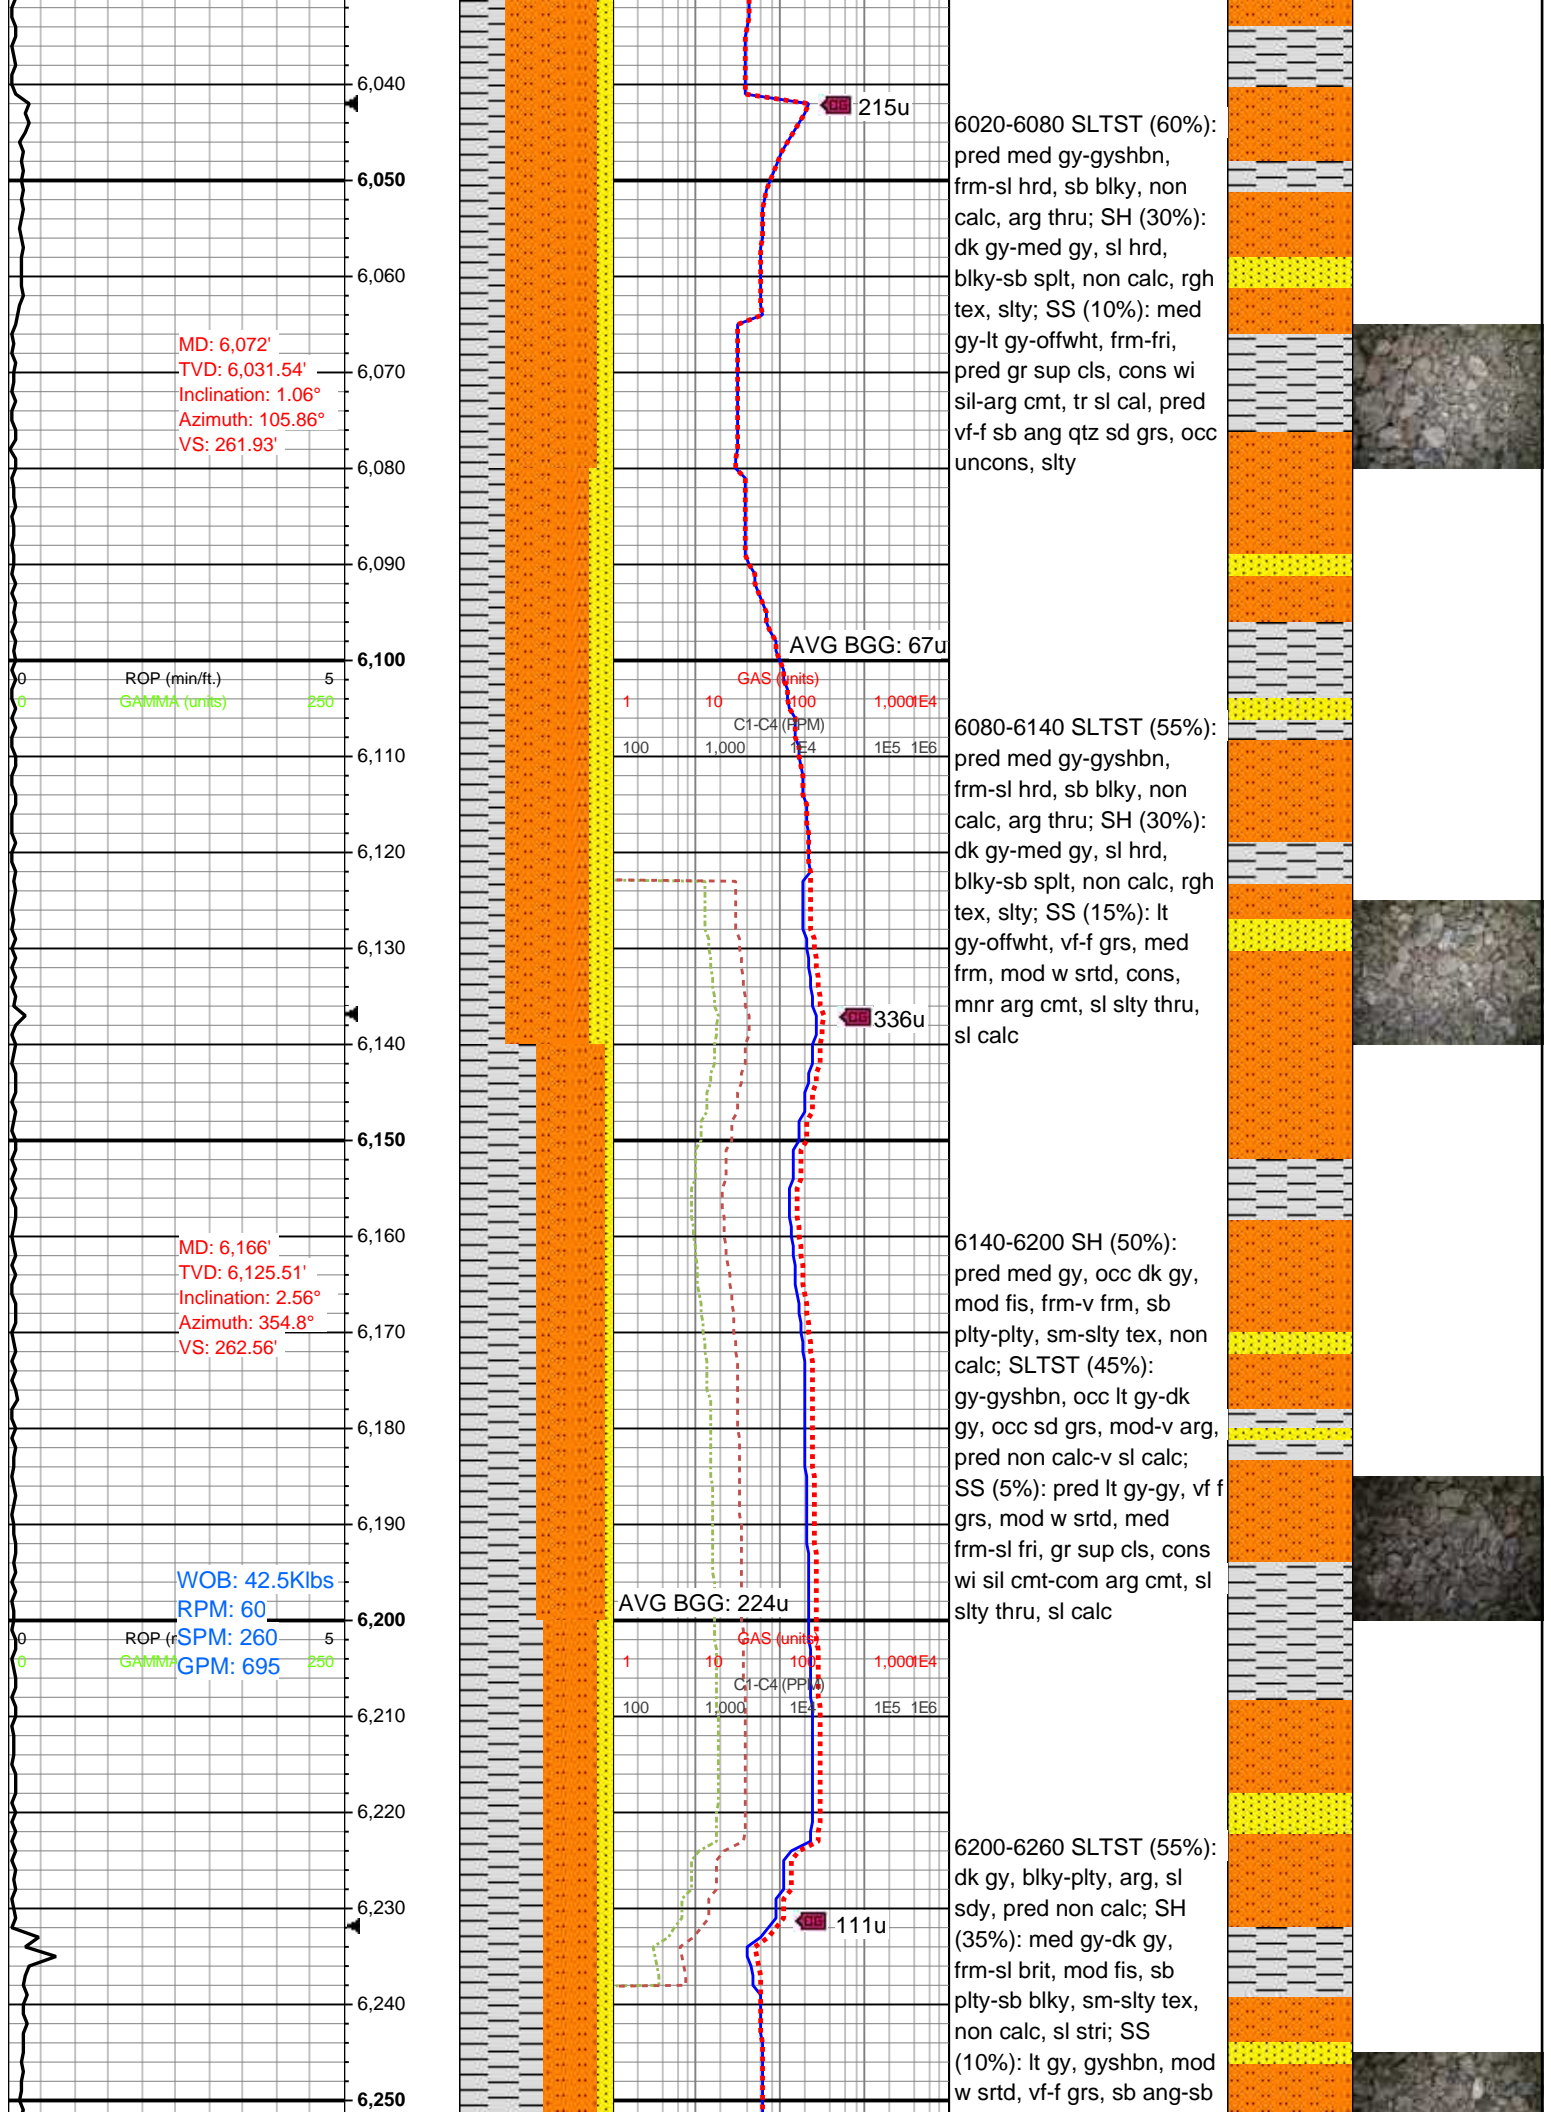 6,040
6,050
6,060
6,070
6,080
6,090
6,100
6,110
6,120
6,130
6,140
6,150
6,160
6,170
6,180
6,190
6,200
6,210
6,220
6,230
6,240
6,250
MD: 6,072'
TVD: 6,031.54'
Inclination: 1.06°
Azimuth: 105.86°
VS: 261.93'
0 ROP (min/ft.) 5
0 GAMMA (units) 250
MD: 6,166'
TVD: 6,125.51'
Inclination: 2.56°
Azimuth: 354.8°
VS: 262.56'
WOB: 42.5Klbs
RPM: 60
SPM: 260
GPM: 695
0 ROP (r 5
0 GAMMA 250
CG 215u
AVG BGG: 67u
GAS (units)
1 10 100 1,000 1E4
C1-C4 (PPM)
100 1,000 1E4 1E5 1E6
CG 336u
AVG BGG: 224u
GAS (units)
1 10 100 1,000 1E4
C1-C4 (PPM)
100 1,000 1E4 1E5 1E6
CG 111u
6020-6080 SLTST (60%):
pred med gy-gyshbn,
frm-sl hrd, sb blky, non
calc, arg thru; SH (30%):
dk gy-med gy, sl hrd,
blky-sb splt, non calc, rgh
tex, slty; SS (10%): med
gy-lt gy-offwht, frm-fri,
pred gr sup cls, cons wi
sil-arg cmt, tr sl cal, pred
vf-f sb ang qtz sd grs, occ
uncons, slty
6080-6140 SLTST (55%):
pred med gy-gyshbn,
frm-sl hrd, sb blky, non
calc, arg thru; SH (30%):
dk gy-med gy, sl hrd,
blky-sb splt, non calc, rgh
tex, slty; SS (15%): lt
gy-offwht, vf-f grs, med
frm, mod w srtd, cons,
mnr arg cmt, sl slty thru,
sl calc
6140-6200 SH (50%):
pred med gy, occ dk gy,
mod fis, frm-v frm, sb
plty-plty, sm-slty tex, non
calc; SLTST (45%):
gy-gyshbn, occ lt gy-dk
gy, occ sd grs, mod-v arg,
pred non calc-v sl calc;
SS (5%): pred lt gy-gy, vf f
grs, mod w srtd, med
frm-sl fri, gr sup cls, cons
wi sil cmt-com arg cmt, sl
slty thru, sl calc
6200-6260 SLTST (55%):
dk gy, blky-plty, arg, sl
sdy, pred non calc; SH
(35%): med gy-dk gy,
frm-sl brit, mod fis, sb
plty-sb blky, sm-slty tex,
non calc, sl stri; SS
(10%): lt gy, gyshbn, mod
w srtd, vf-f grs, sb ang-sb